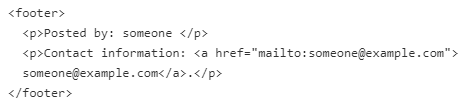 <footer>
  <p>Posted by: someone </p>
  <p>Contact information: <a href="mailto:someone@example.com">
  someone@example.com</a>.</p>
</footer>